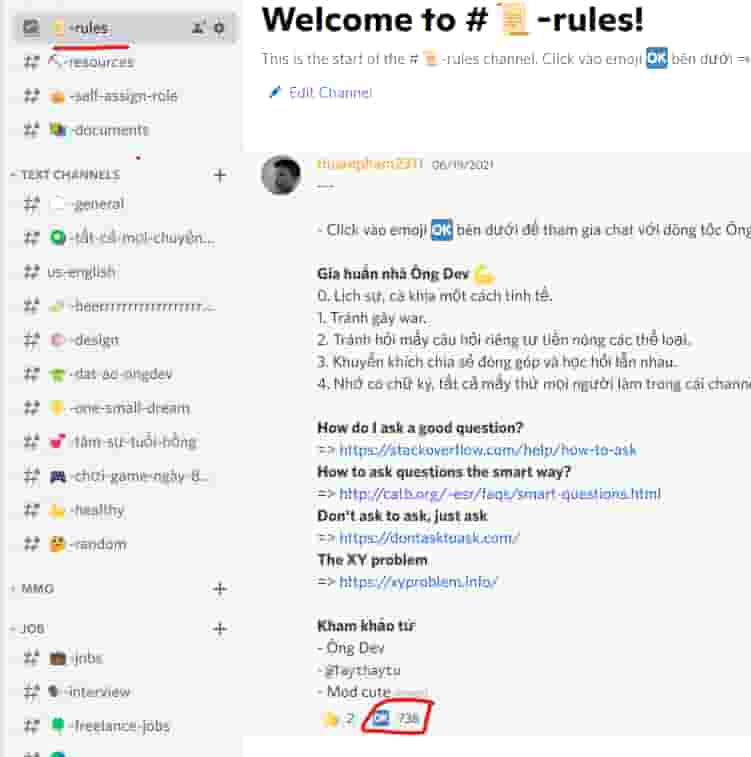 -rules
-resources
-self-assign-role
-documents
TEXT CHANNELS
-general
-tất-cả-mọi-chuyện...
us-english
-beerrrrrrrrrrrrrrrrrr...
-design
-dat-ao-ongdev
-one-small-dream
-tâm-sự-tuổi-hồng
-chơi-game-ngày-8...
-healthy
-random
MMO
JOB
-jobs
-interview
-freelance-jobs
Welcome to # -rules!
This is the start of the # -rules channel. Click vào emoji OK bên dưới =>
Edit Channel
thuanpham2311 06/19/2021
---
- Click vào emoji OK bên dưới để tham gia chat với dòng tộc Ông
Gia huấn nhà Ông Dev
0. Lịch sự, cà khịa một cách tinh tế.
1. Tránh gây war.
2. Tránh hỏi mấy câu hỏi riêng tư tiền nong các thể loại.
3. Khuyến khích chia sẻ đóng góp và học hỏi lẫn nhau.
4. Nhớ có chữ ký, tất cả mấy thứ mọi người làm trong cái channe
How do I ask a good question?
=> https://stackoverflow.com/help/how-to-ask
How to ask questions the smart way?
=> http://catb.org/~esr/faqs/smart-questions.html
Don't ask to ask, just ask
=> https://dontasktoask.com/
The XY problem
=> https://xyproblem.info/
Kham khảo từ
- Ông Dev
- @Taythaytu
- Mod cute (edited)
2 OK 738